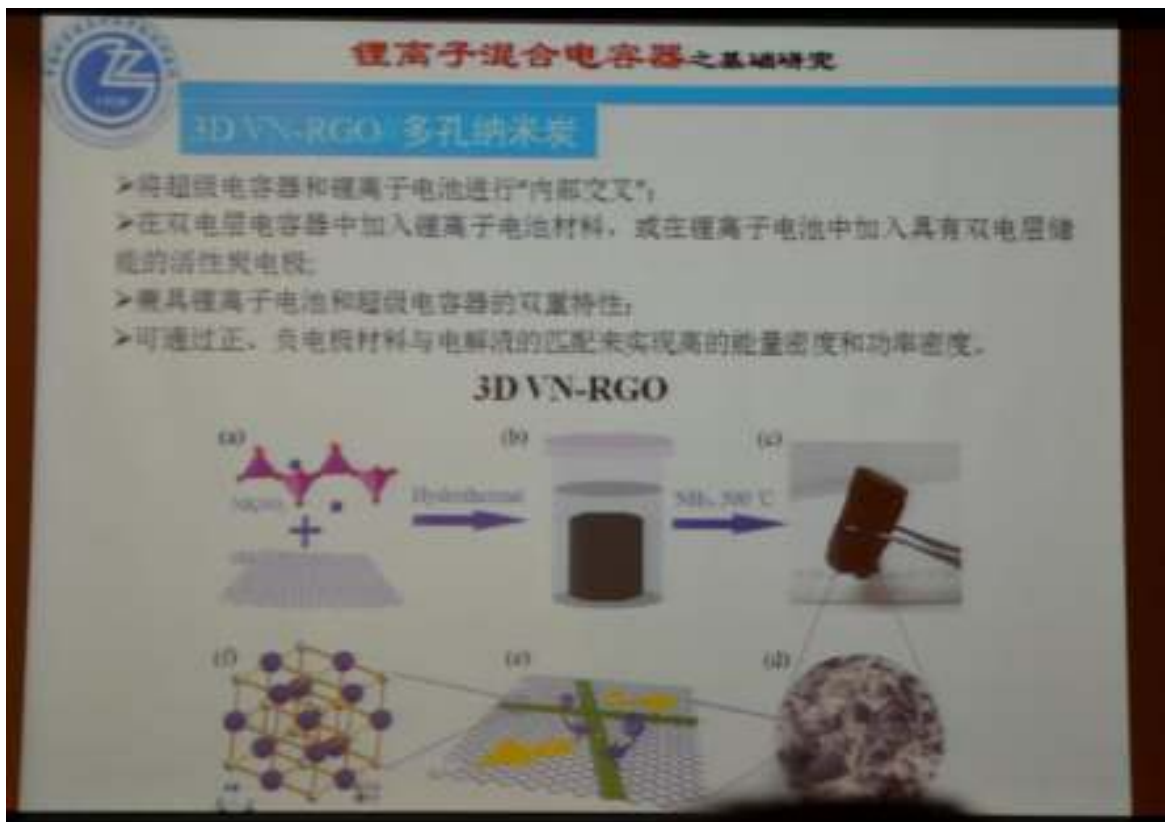 锂离子混合电容器之基础研究
3D VN-RGO 多孔纳米炭
➢将超级电容器和锂离子电池进行“内部交叉”；
➢在双电层电容器中加入锂离子电池材料，或在锂离子电池中加入具有双电层储
能的活性炭电极；
➢兼具锂离子电池和超级电容器的双重特性；
➢可通过正、负电极材料与电解液的匹配来实现高的能量密度和功率密度。
3D VN-RGO
(a) (b) (c)
Hydrothermal
(f) (e) (d)